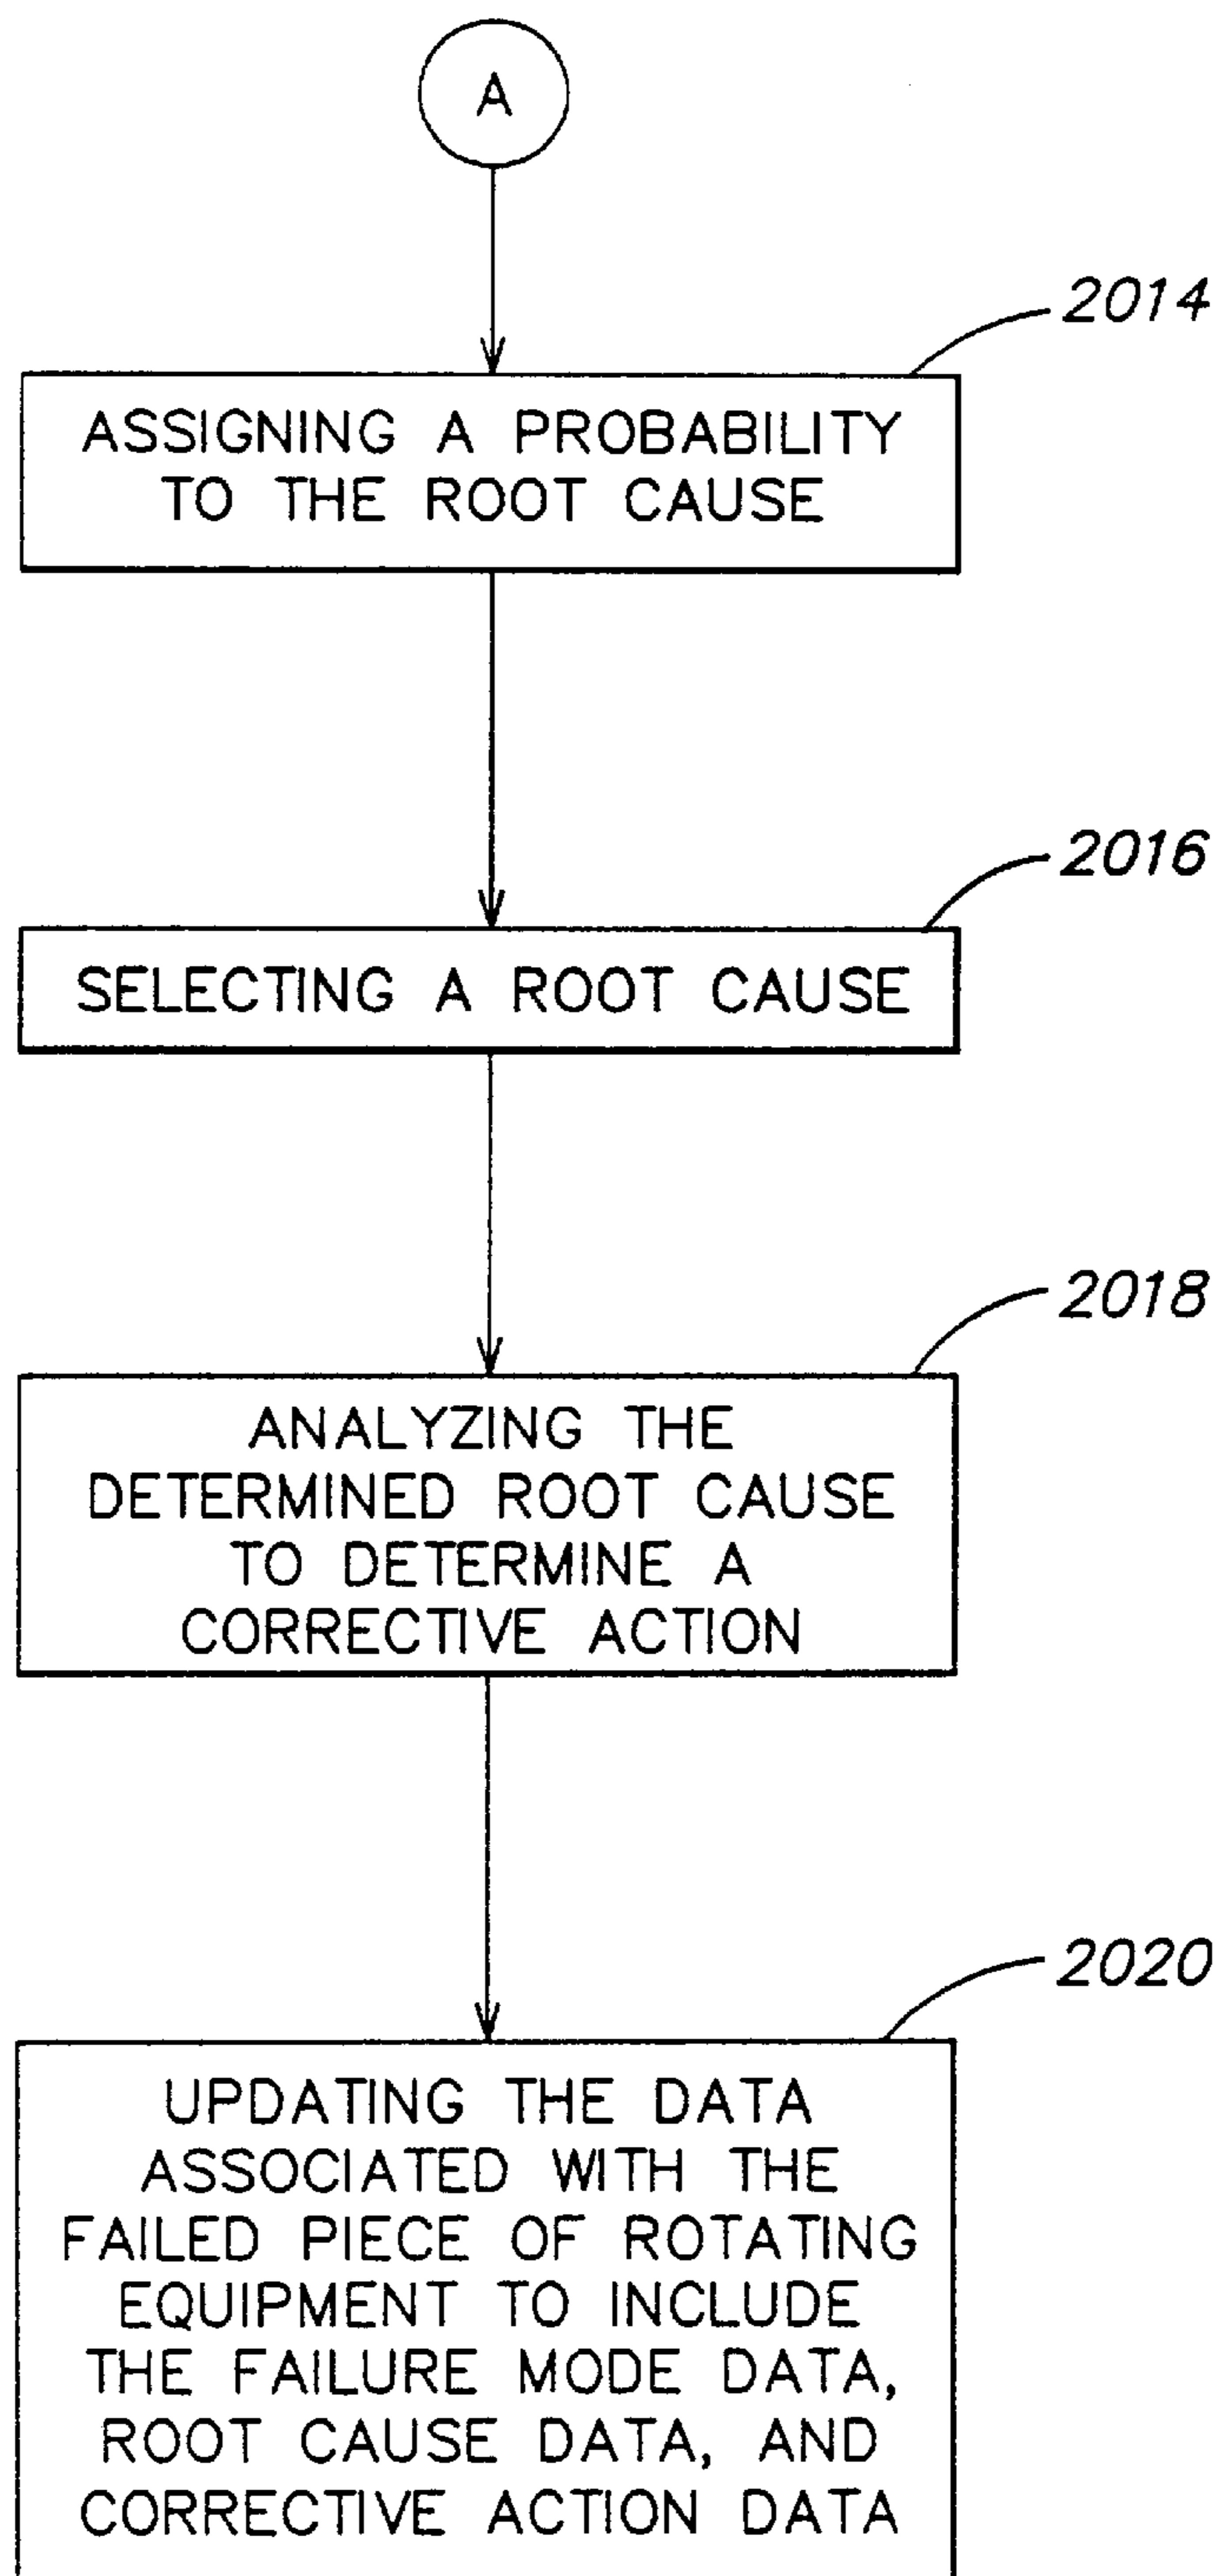 A
2014
ASSIGNING A PROBABILITY
TO THE ROOT CAUSE
2016
SELECTING A ROOT CAUSE
2018
ANALYZING THE
DETERMINED ROOT CAUSE
TO DETERMINE A
CORRECTIVE ACTION
2020
UPDATING THE DATA
ASSOCIATED WITH THE
FAILED PIECE OF ROTATING
EQUIPMENT TO INCLUDE
THE FAILURE MODE DATA,
ROOT CAUSE DATA, AND
CORRECTIVE ACTION DATA